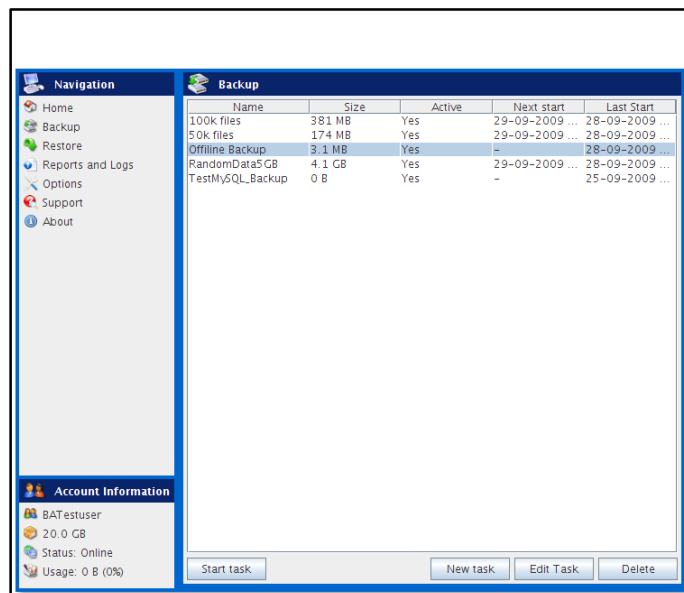 Navigation
Home
Backup
Restore
Reports and Logs
Options
Support
About
Account Information
BATestuser
20.0 GB
Status: Online
Usage: 0 B (0%)
Backup
Name Size Active Next start Last Start
100k files 381 MB Yes 29-09-2009 ... 28-09-2009 ...
50k files 174 MB Yes 29-09-2009 ... 28-09-2009 ...
Offiline Backup 3.1 MB Yes - 28-09-2009 ...
RandomData5GB 4.1 GB Yes 29-09-2009 ... 28-09-2009 ...
TestMySQL_Backup 0 B Yes - 25-09-2009 ...
Start task New task Edit Task Delete